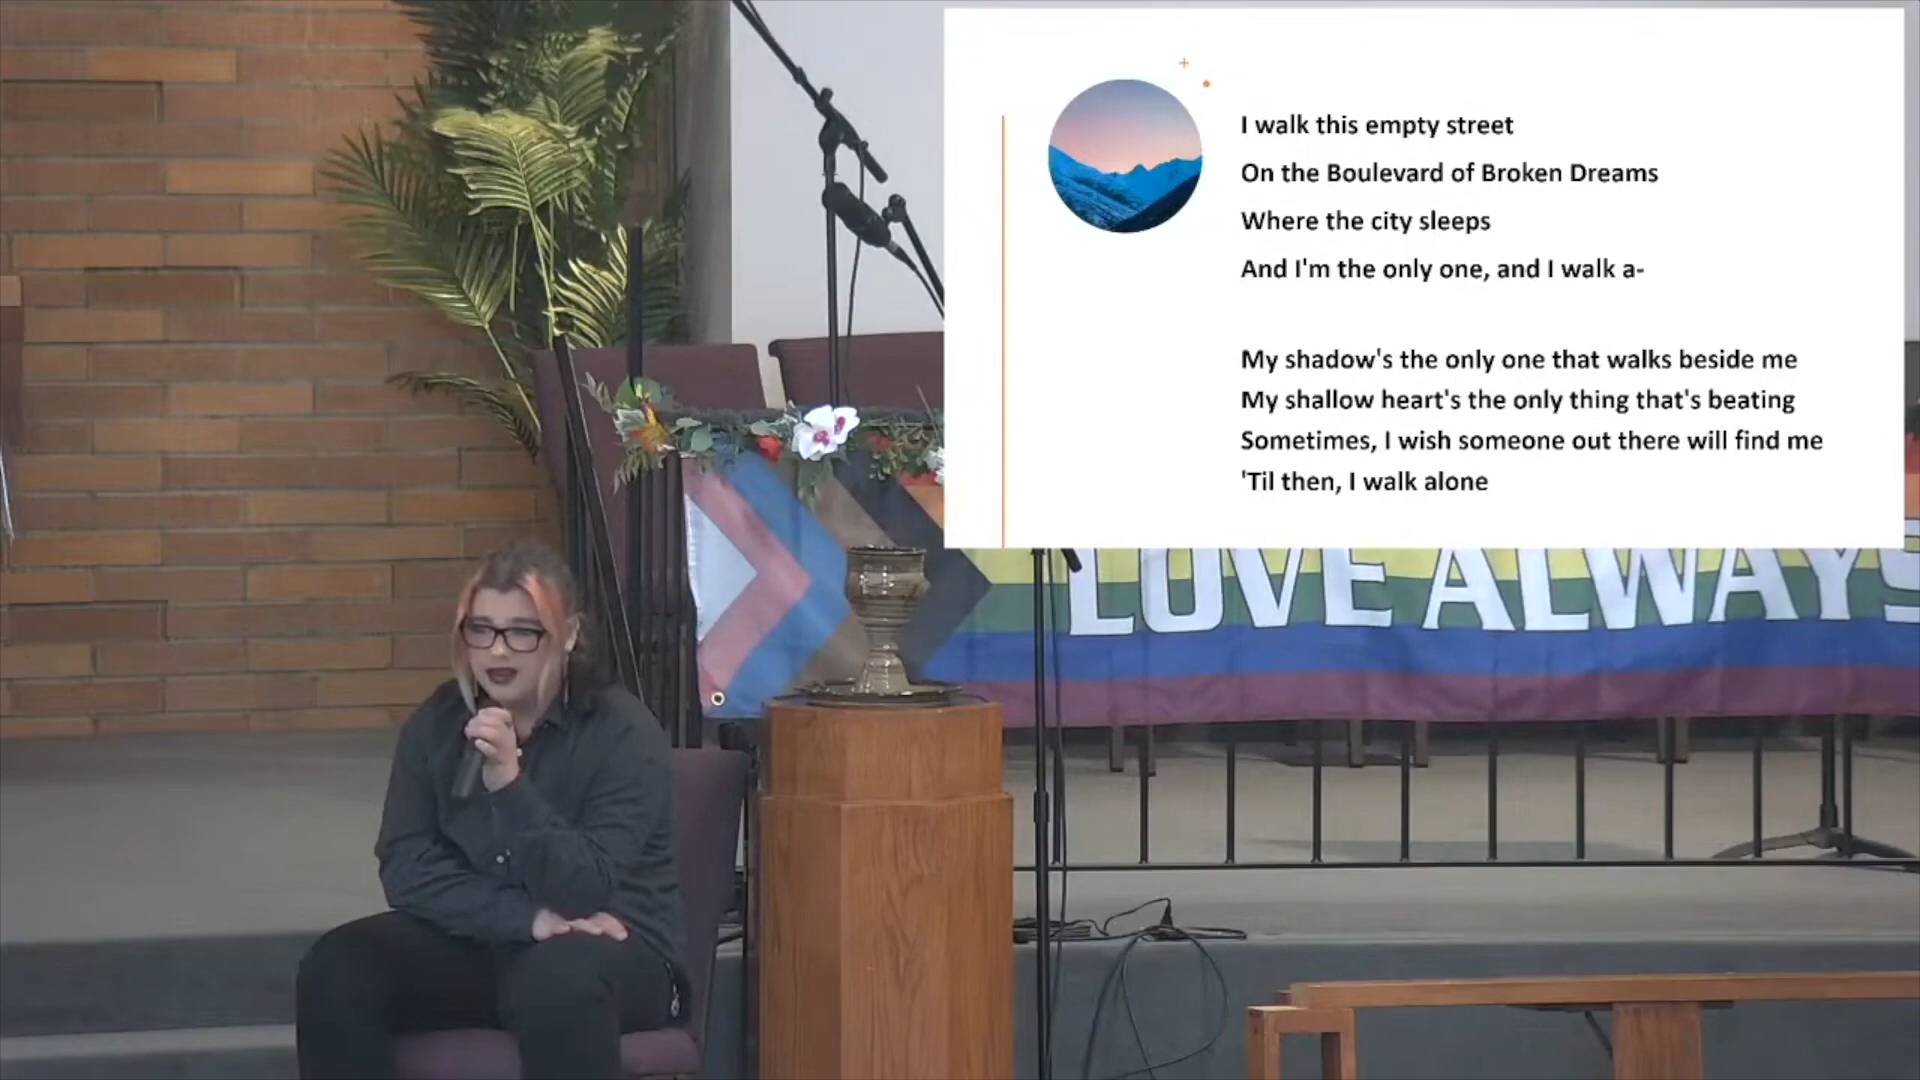 I walk this empty street
On the Boulevard of Broken Dreams
Where the city sleeps
And I'm the only one, and I walk a-
My shadow's the only one that walks beside me
My shallow heart's the only thing that's beating
Sometimes, I wish someone out there will find me
'Til then, I walk alone
LOVE ALWAYS